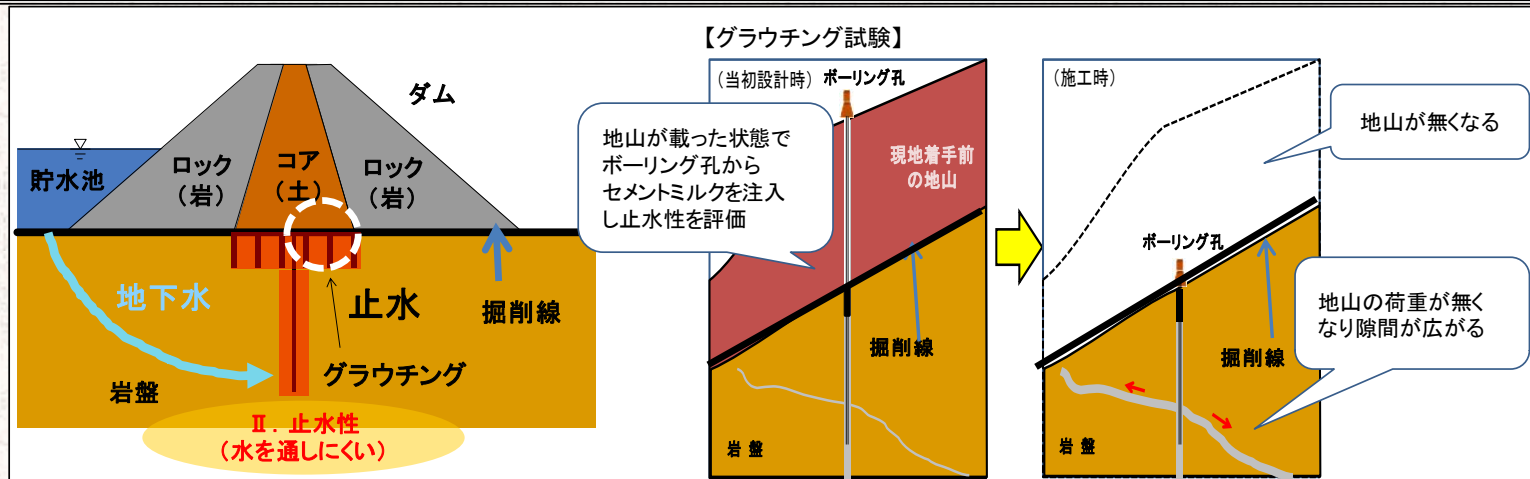 ダム
貯水池
ロック
(岩)
コア
(土)
ロック
(岩)
地下水
止水
掘削線
グラウチング
岩盤
Ⅱ. 止水性
(水を通しにくい)
【グラウチング試験】
(当初設計時)
ボーリング孔
地山が載った状態で
ボーリング孔から
セメントミルクを注入
し止水性を評価
現地着手前
の地山
掘削線
岩盤
(施工時)
地山が無くなる
ボーリング孔
地山の荷重が無く
なり隙間が広がる
掘削線
岩盤